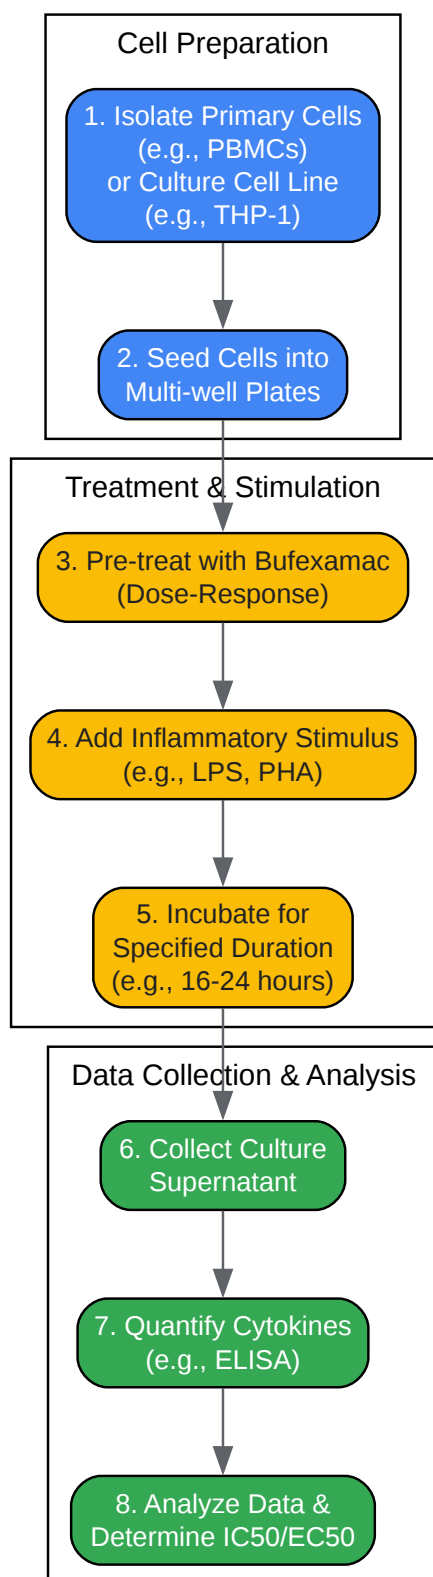 Cell Preparation
1. Isolate Primary Cells
(e.g., PBMCs)
or Culture Cell Line
(e.g., THP-1)
2. Seed Cells into
Multi-well Plates
Treatment & Stimulation
3. Pre-treat with Bufexamac
(Dose-Response)
4. Add Inflammatory Stimulus
(e.g., LPS, PHA)
5. Incubate for
Specified Duration
(e.g., 16-24 hours)
Data Collection & Analysis
6. Collect Culture
Supernatant
7. Quantify Cytokines
(e.g., ELISA)
8. Analyze Data &
Determine IC50/EC50